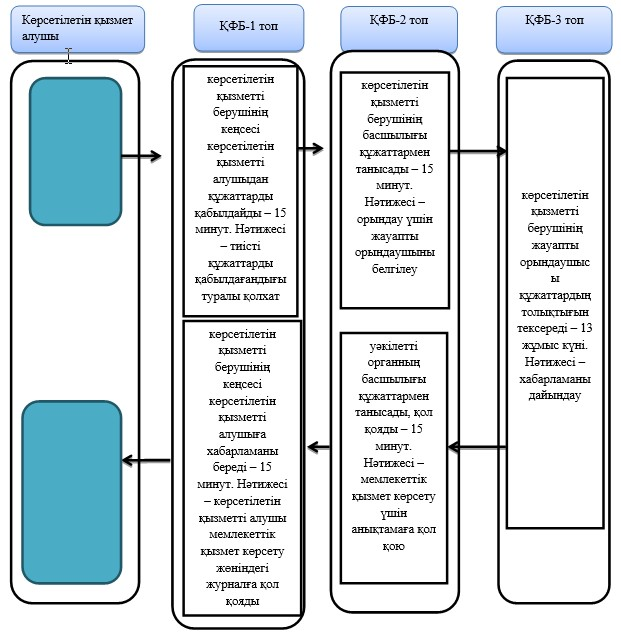 Көрсетілетін қызмет
алушы
ҚФБ-1 топ
ҚФБ-2 топ
ҚФБ-3 топ
көрсетілетін
қызметті
берушінің
кеңсесі
көрсетілетін
қызметті
алушыдан
құжаттарды
қабылдайды – 15
минут. Нәтижесі
– тиісті
құжаттарды
қабылдағандығы
туралы қолхат
көрсетілетін
қызметті
берушінің
басшылығы
құжаттармен
танысады – 15
минут.
Нәтижесі –
орындау үшін
жауапты
орындаушыны
белгілеу
көрсетілетін
қызметті
берушінің
жауапты
орындаушыс
ы
құжаттардың
толықтығын
тексереді – 13
жұмыс күні.
Нәтижесі –
хабарламаны
дайындау
уәкілетті
органның
басшылығы
құжаттармен
танысады, қол
қояды – 15
минут.
Нәтижесі –
мемлекеттік
қызмет көрсету
үшін
анықтамаға қол
қою
көрсетілетін
қызметті
берушінің
кеңсесі
көрсетілетін
қызметті
алушыға
хабарламаны
береді – 15
минут. Нәтижесі
– көрсетілетін
қызметті алушы
мемлекеттік
қызмет көрсету
жөніндегі
журналға қол
қояды